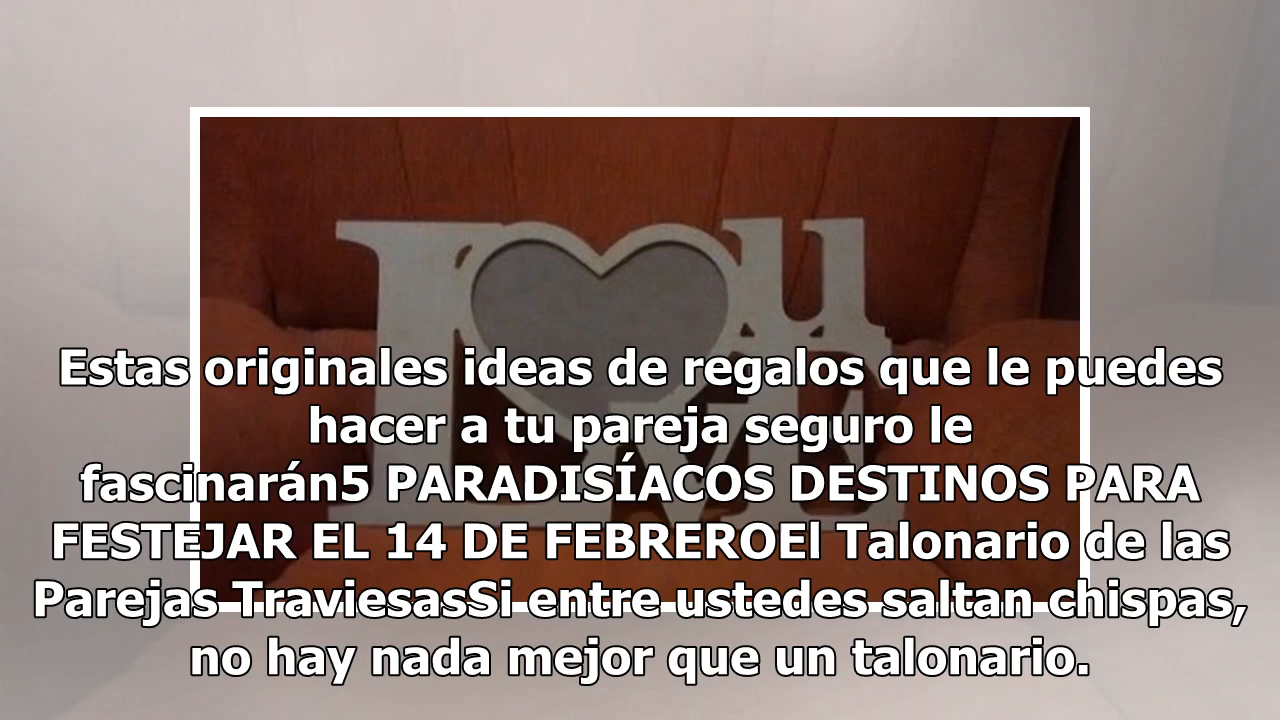 I u
LOVE
Estas originales ideas de regalos que le puedes
hacer a tu pareja seguro le
fascinarán5 PARADISÍACOS DESTINOS PARA
FESTEJAR EL 14 DE FEBREROEl Talonario de las
Parejas TraviesasSi entre ustedes saltan chispas,
no hay nada mejor que un talonario.